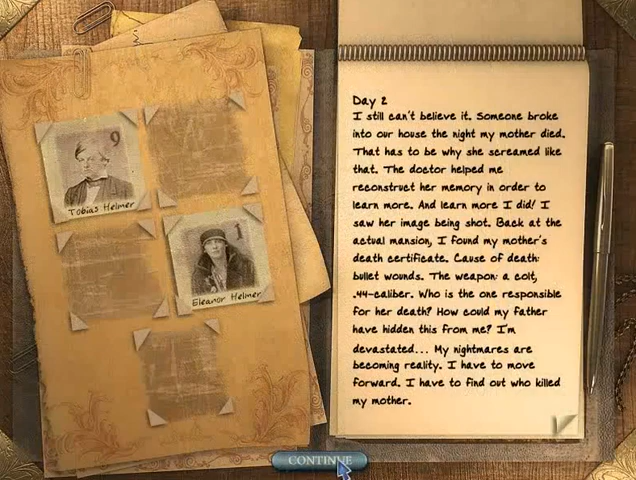 9
Tobias Helmer
1
Eleanor Helmer
Day 2
I still can't believe it. Someone broke
into our house the night my mother died.
That has to be why she screamed like
that. The doctor helped me
reconstruct her memory in order to
learn more. And learn more I did! I
saw her image being shot. Back at the
actual mansion, I found my mother's
death certificate. Cause of death:
bullet wounds. The weapon: a colt,
.44-caliber. Who is the one responsible
for her death? How could my father
have hidden this from me? I'm
devastated... My nightmares are
becoming reality. I have to move
forward. I have to find out who killed
my mother.
CONTINUE